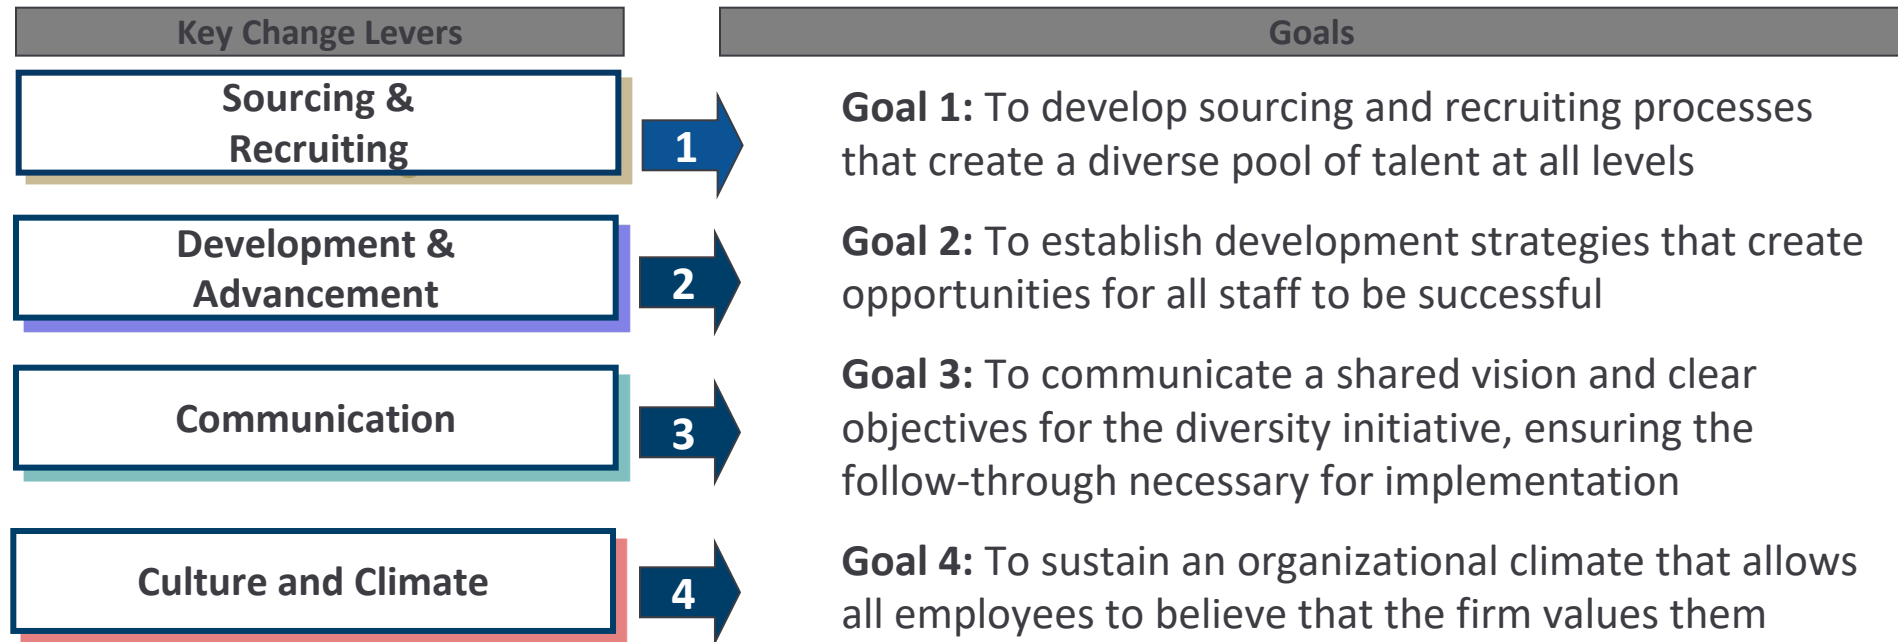 Key Change Levers
Goals
Sourcing &
Recruiting
1
Goal 1: To develop sourcing and recruiting processes
that create a diverse pool of talent at all levels
Development &
Advancement
2
Goal 2: To establish development strategies that create
opportunities for all staff to be successful
Communication
3
Goal 3: To communicate a shared vision and clear
objectives for the diversity initiative, ensuring the
follow-through necessary for implementation
Culture and Climate
4
Goal 4: To sustain an organizational climate that allows
all employees to believe that the firm values them